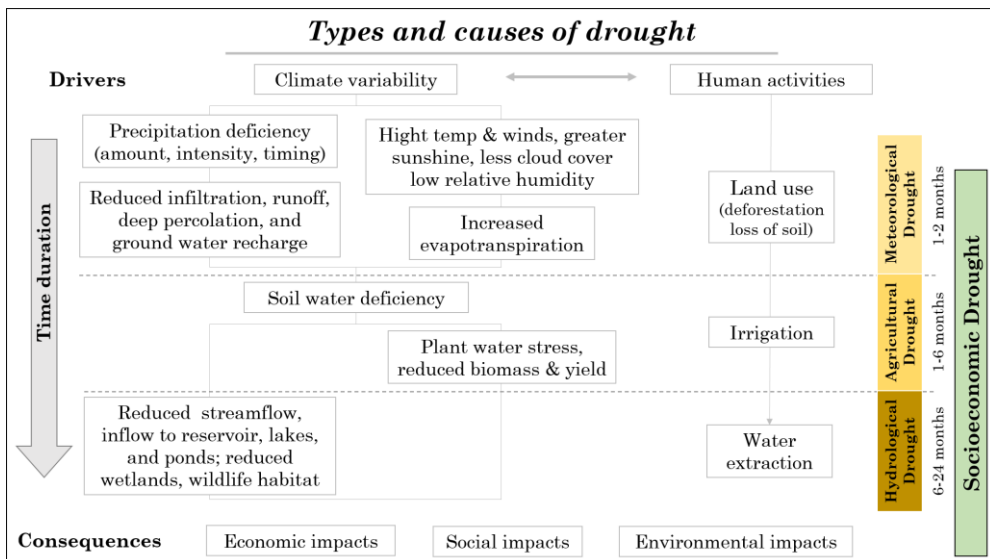 Types and causes of drought
Drivers
Climate variability
Human activities
Precipitation deficiency
(amount, intensity, timing)
Hight temp & winds, greater
sunshine, less cloud cover
low relative humidity
Reduced infiltration, runoff,
deep percolation, and
ground water recharge
Increased
evapotranspiration
Land use
(deforestation
loss of soil)
Meteorological
Drought
1-2 months
Time duration
Soil water deficiency
Plant water stress,
reduced biomass & yield
Irrigation
Agricultural
Drought
1-6 months
Reduced streamflow,
inflow to reservoir, lakes,
and ponds; reduced
wetlands, wildlife habitat
Water
extraction
Hydrological
Drought
6-24 months
Socioeconomic Drought
Consequences
Economic impacts
Social impacts
Environmental impacts